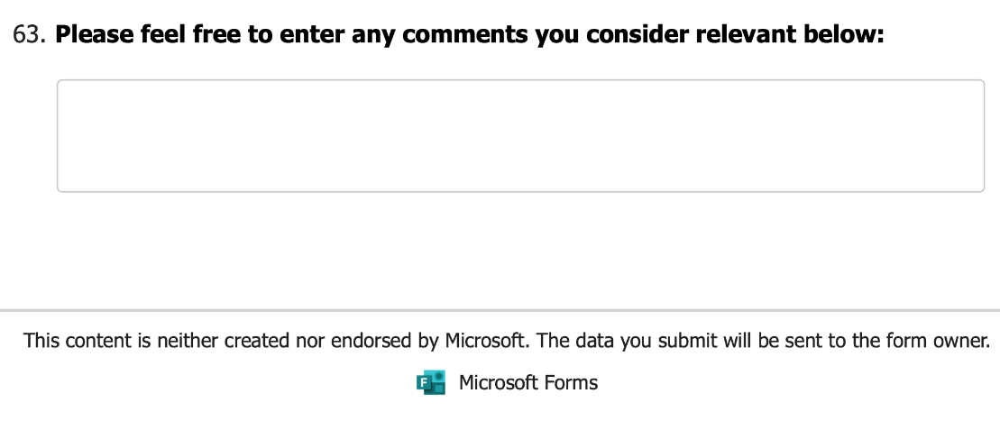 63. Please feel free to enter any comments you consider relevant below:
This content is neither created nor endorsed by Microsoft. The data you submit will be sent to the form owner.
F
Microsoft Forms